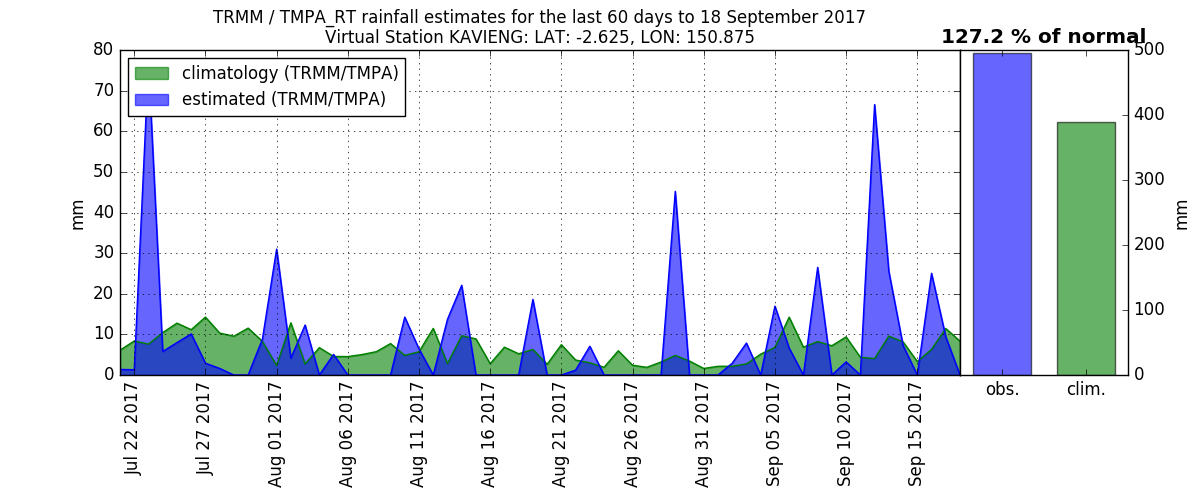 TRMM / TMPA_RT rainfall estimates for the last 60 days to 18 September 2017
Virtual Station KAVIENG: LAT: -2.625, LON: 150.875
127.2 % of normal
climatology (TRMM/TMPA)
estimated (TRMM/TMPA)
mm
80
70
60
50
40
30
20
10
0
Jul 22 2017
Jul 27 2017
Aug 01 2017
Aug 06 2017
Aug 11 2017
Aug 16 2017
Aug 21 2017
Aug 26 2017
Aug 31 2017
Sep 05 2017
Sep 10 2017
Sep 15 2017
obs.
clim.
500
400
300
200
100
0
mm